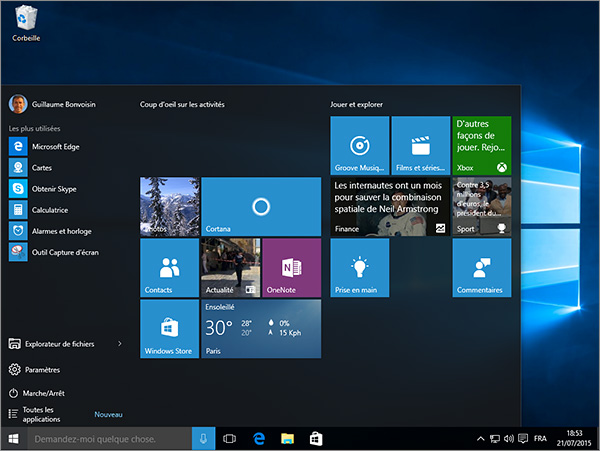 Corbeille
Guillaume Bonvoisin
Les plus utilisées
Microsoft Edge
Cartes
Obtenir Skype
Calculatrice
Alarmes et horloge
Outil Capture d'écran
Explorateur de fichiers
Paramètres
Marche/Arrêt
Toutes les
applications
Nouveau
Coup d'oeil sur les activités
Photos
Cortana
Contacts
Actualité
OneNote
Windows Store
Ensoleillé
30°
28°
20°
0%
15 Kph
Paris
Jouer et explorer
Groove Musiq...
Films et séries...
D'autres
façons de
jouer. Rejo...
Xbox
Les internautes ont un mois
pour sauver la combinaison
spatiale de Neil Armstrong
Finance
Contre 3,5
millions
d'euros, le
président du...
Sport
Prise en main
Commentaires
Demandez-moi quelque chose.
FRA
18:53
21/07/2015